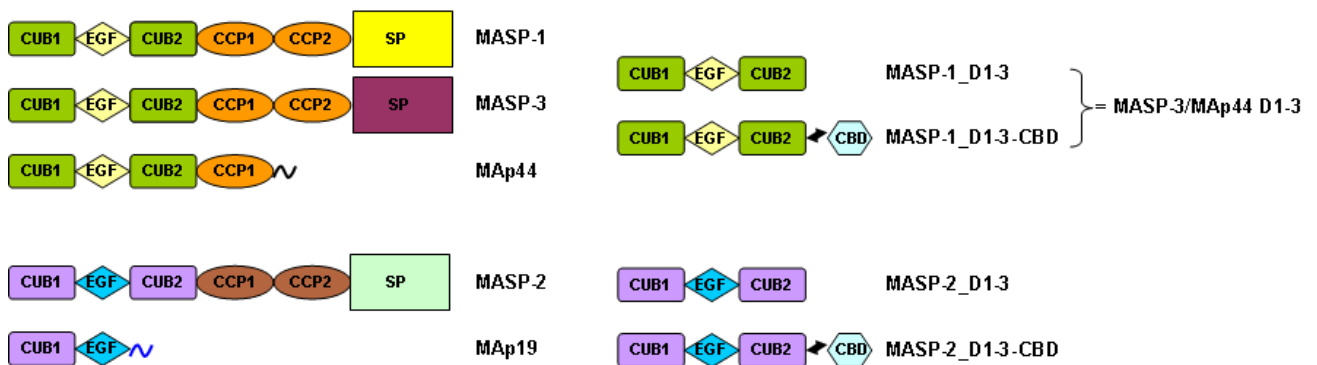 CUB1 EGF CUB2 CCP1 CCP2 SP MASP-1
CUB1 EGF CUB2 CCP1 CCP2 SP MASP-3
CUB1 EGF CUB2 CCP1 MAp44
CUB1 EGF CUB2 MASP-1_D1-3
CUB1 EGF CUB2 CBD MASP-1_D1-3-CBD
= MASP-3/MAp44 D1-3
CUB1 EGF CUB2 CCP1 CCP2 SP MASP-2
CUB1 EGF MAp19
CUB1 EGF CUB2 MASP-2_D1-3
CUB1 EGF CUB2 CBD MASP-2_D1-3-CBD